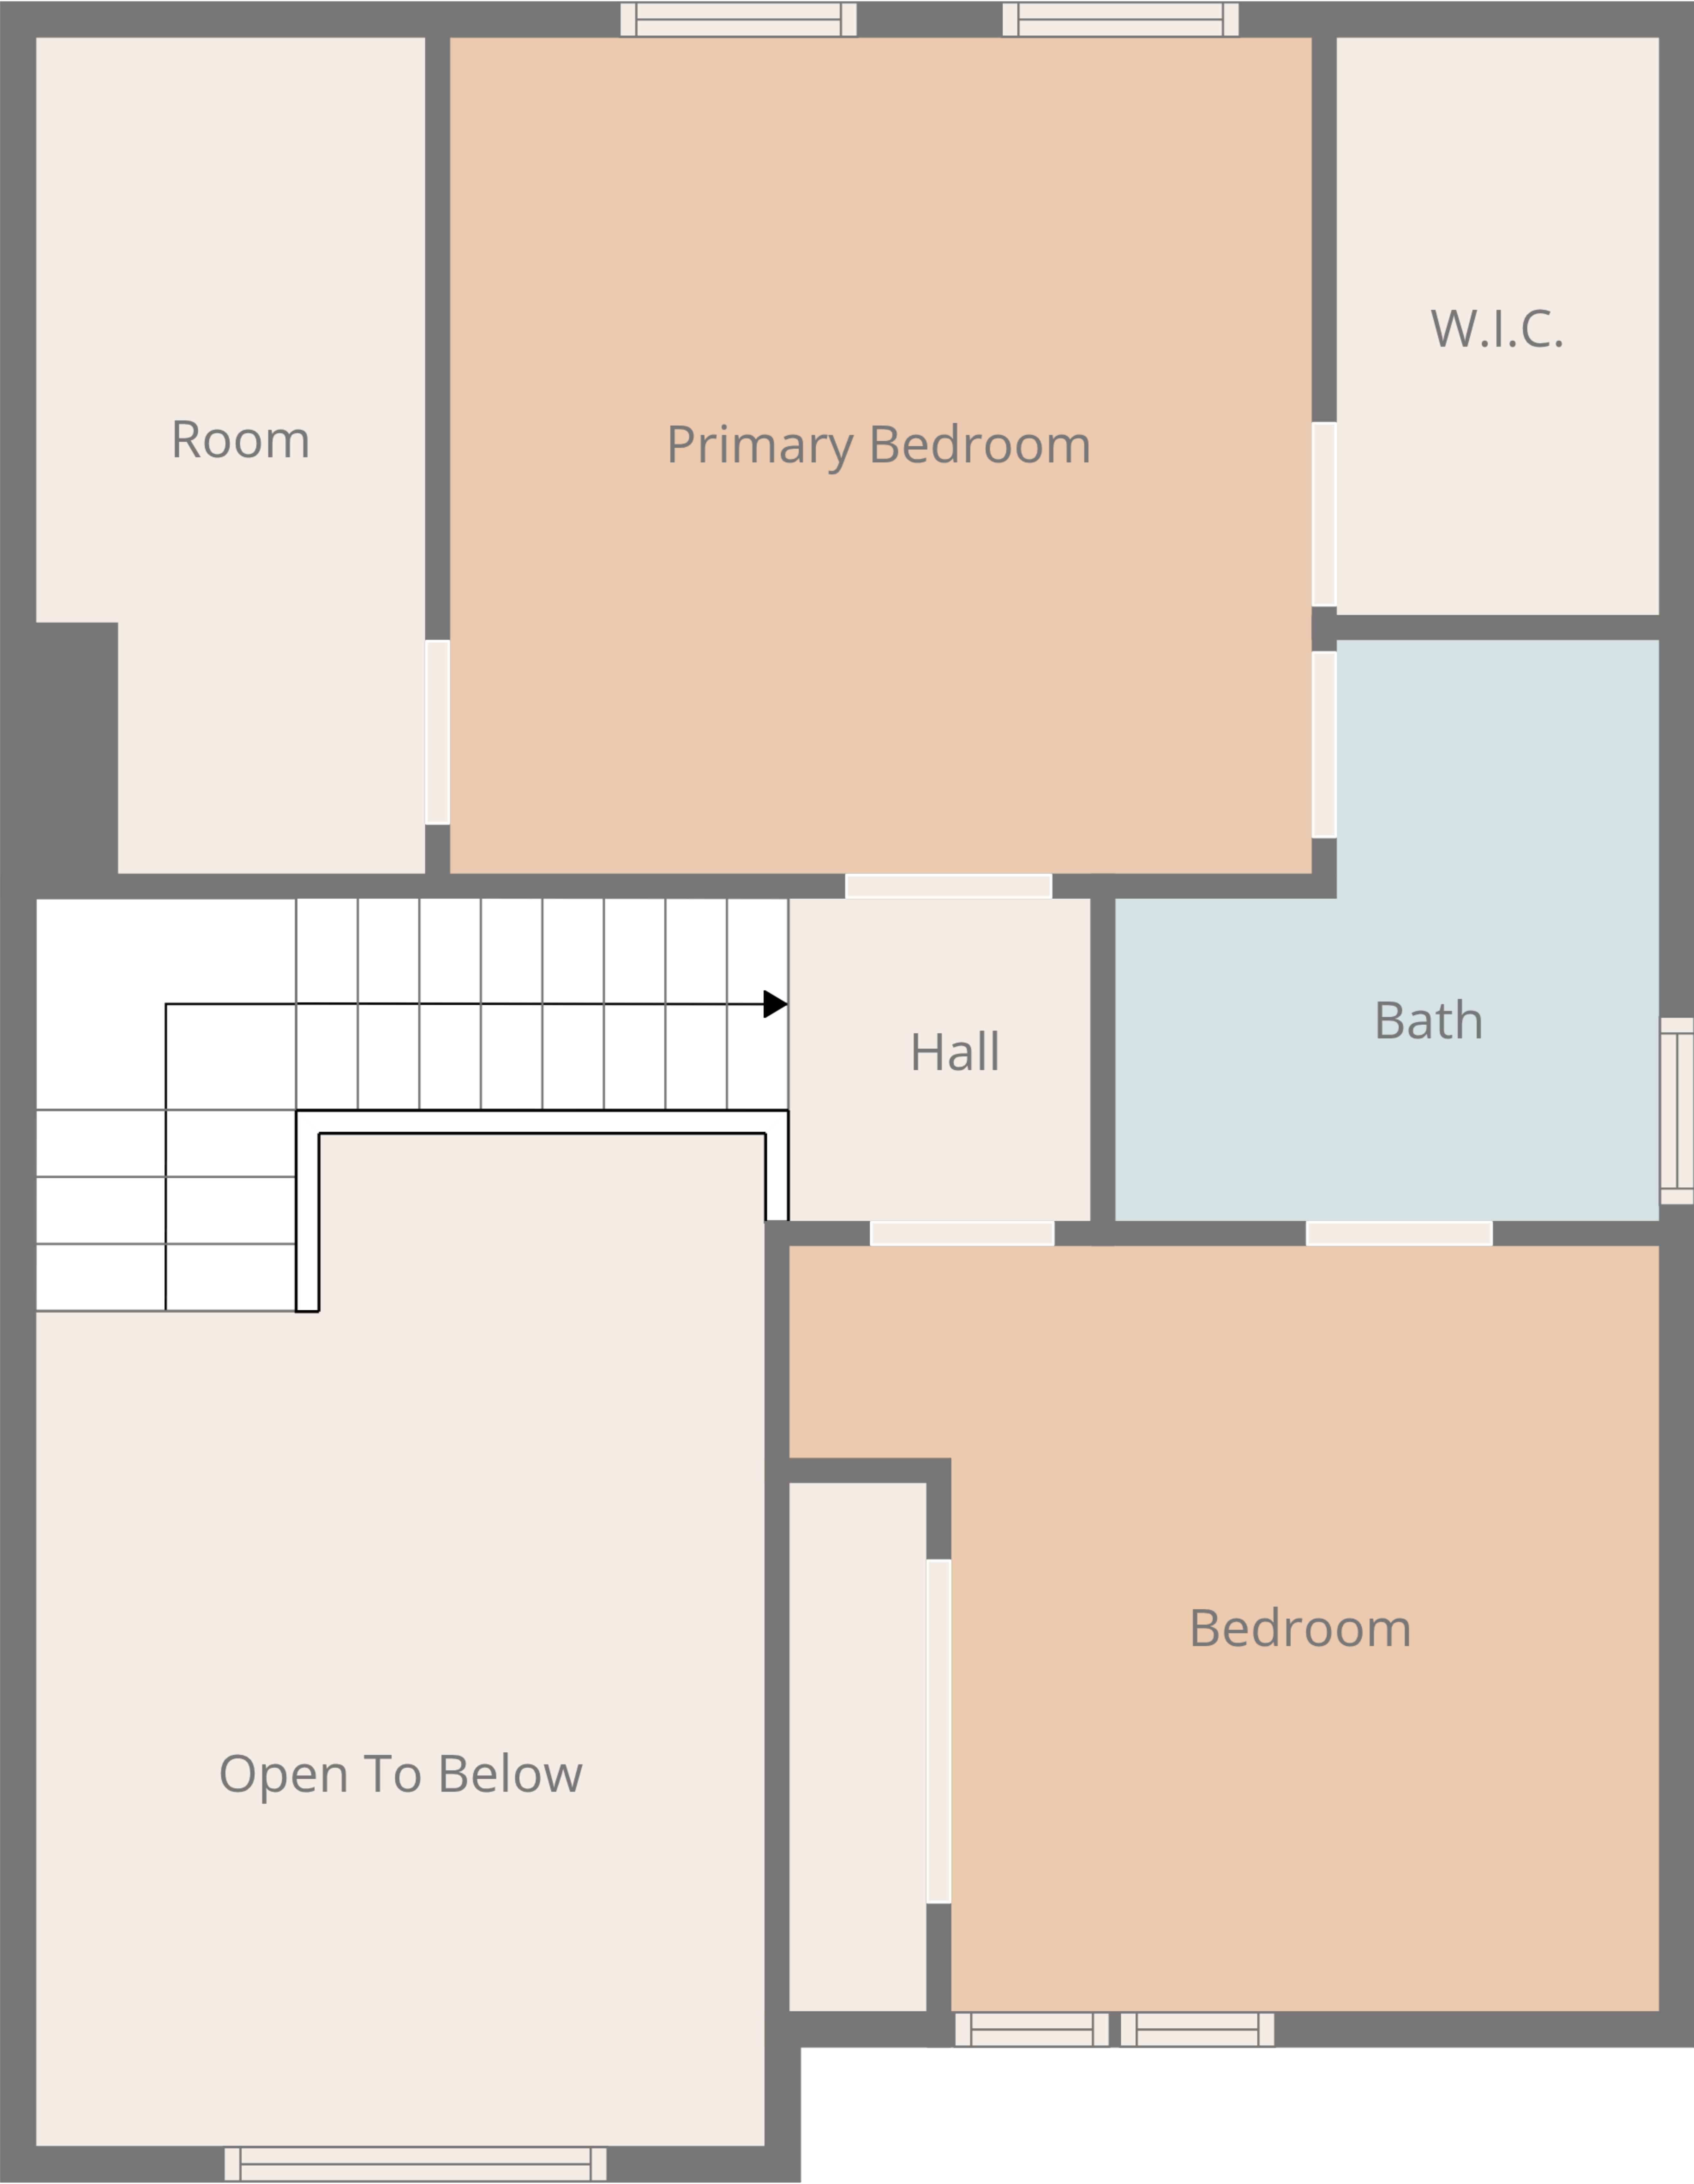 W.I.C.
Room
Primary Bedroom
Bath
Hall
Bedroom
Open To Below